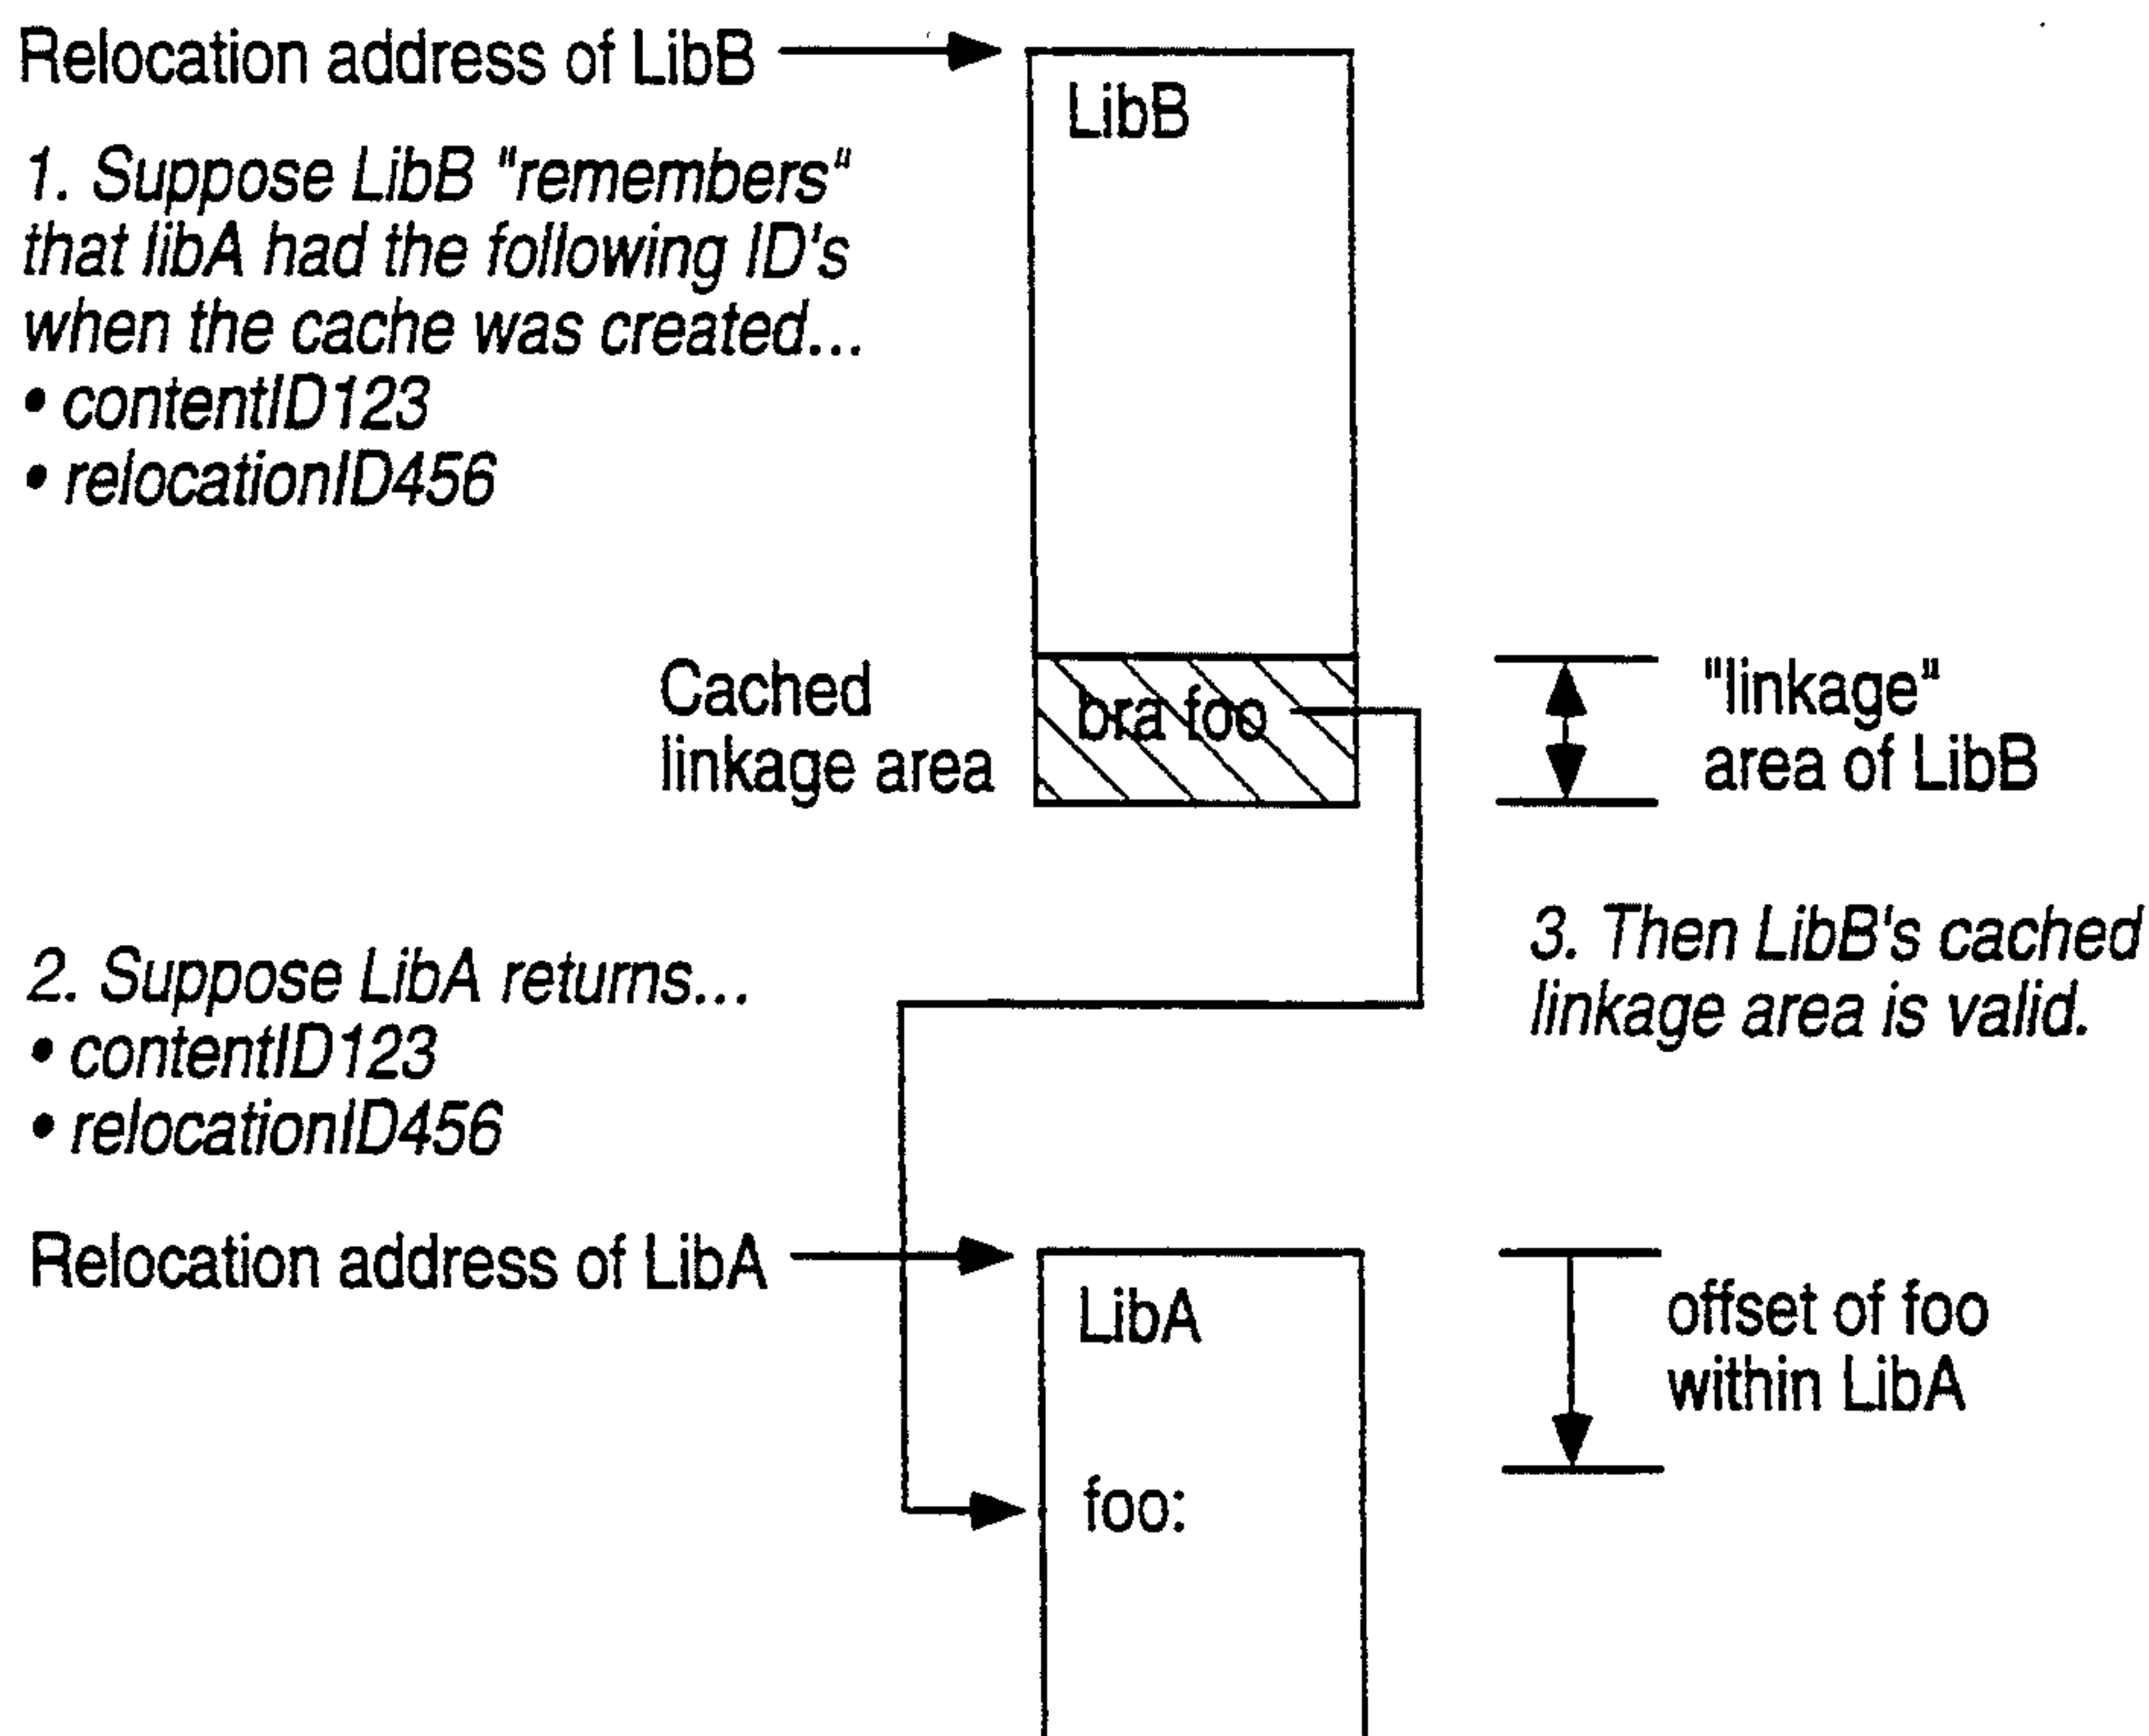 Relocation address of LibB
LibB
1. Suppose LibB "remembers"
that libA had the following ID's
when the cache was created...
• contentID123
• relocationID456
Cached
linkage area
bra foo
"linkage"
area of LibB
2. Suppose LibA returns...
• contentID123
• relocationID456
3. Then LibB's cached
linkage area is valid.
Relocation address of LibA
LibA
foo:
offset of foo
within LibA